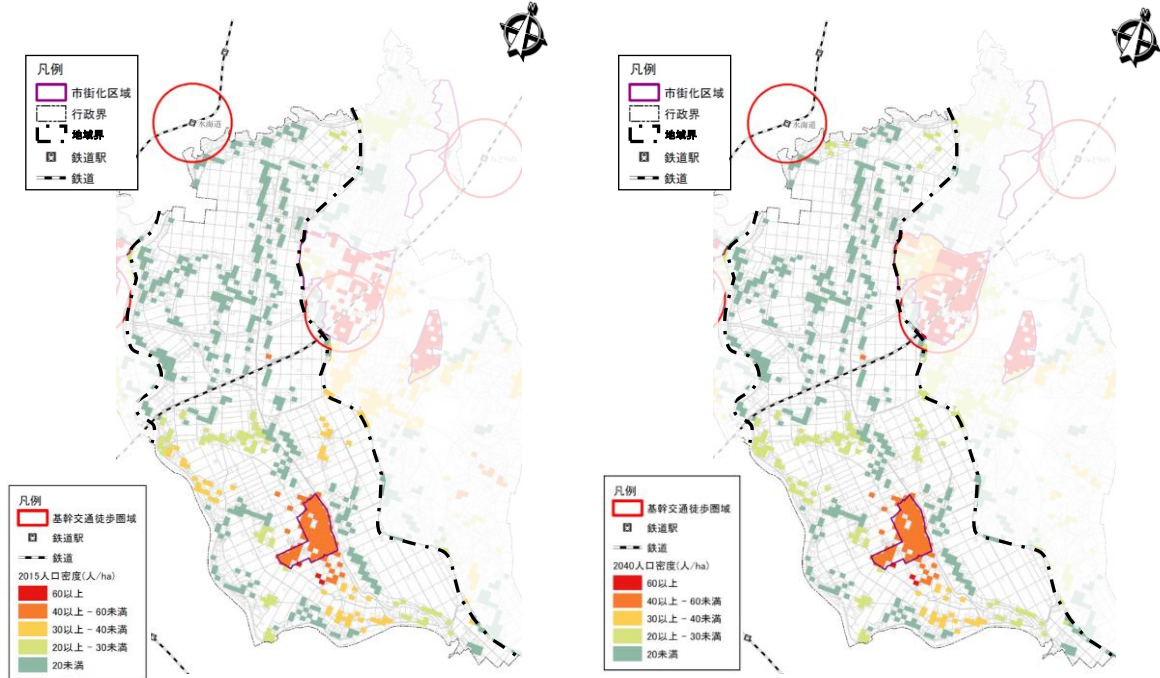 凡例
市街化区域
行政界
地域界
鉄道駅
鉄道
水海道
凡例
基幹交通徒歩圏域
鉄道駅
鉄道
2015人口密度(人/ha)
60以上
40以上 - 60未満
30以上 - 40未満
20以上 - 30未満
20未満
凡例
市街化区域
行政界
地域界
鉄道駅
鉄道
水海道
凡例
基幹交通徒歩圏域
鉄道駅
鉄道
2040人口密度(人/ha)
60以上
40以上 - 60未満
30以上 - 40未満
20以上 - 30未満
20未満